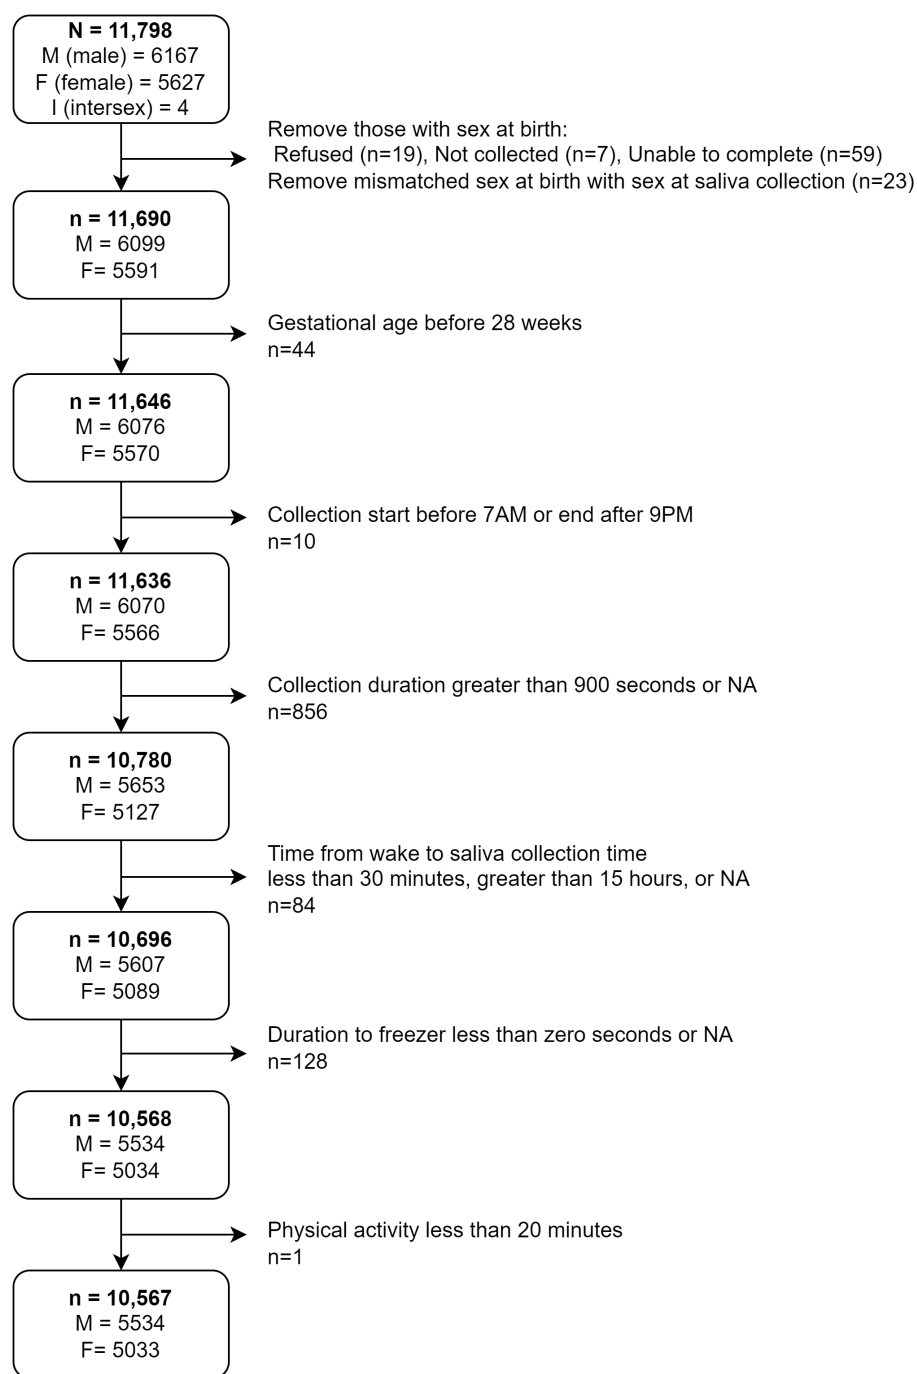 N = 11,798
M (male) = 6167
F (female) = 5627
I (intersex) = 4
Remove those with sex at birth:
Refused (n=19), Not collected (n=7), Unable to complete (n=59)
Remove mismatched sex at birth with sex at saliva collection (n=23)
n = 11,690
M = 6099
F= 5591
Gestational age before 28 weeks
n=44
n = 11,646
M = 6076
F= 5570
Collection start before 7AM or end after 9PM
n=10
n = 11,636
M = 6070
F= 5566
Collection duration greater than 900 seconds or NA
n=856
n = 10,780
M = 5653
F= 5127
Time from wake to saliva collection time
less than 30 minutes, greater than 15 hours, or NA
n=84
n = 10,696
M = 5607
F= 5089
Duration to freezer less than zero seconds or NA
n=128
n = 10,568
M = 5534
F= 5034
Physical activity less than 20 minutes
n=1
n = 10,567
M = 5534
F= 5033